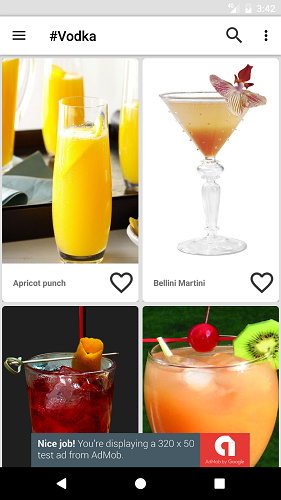 3:42
#Vodka
Apricot punch
Bellini Martini
Nice job! You're displaying a 320 x 50
test ad from AdMob.
AdMob by Google